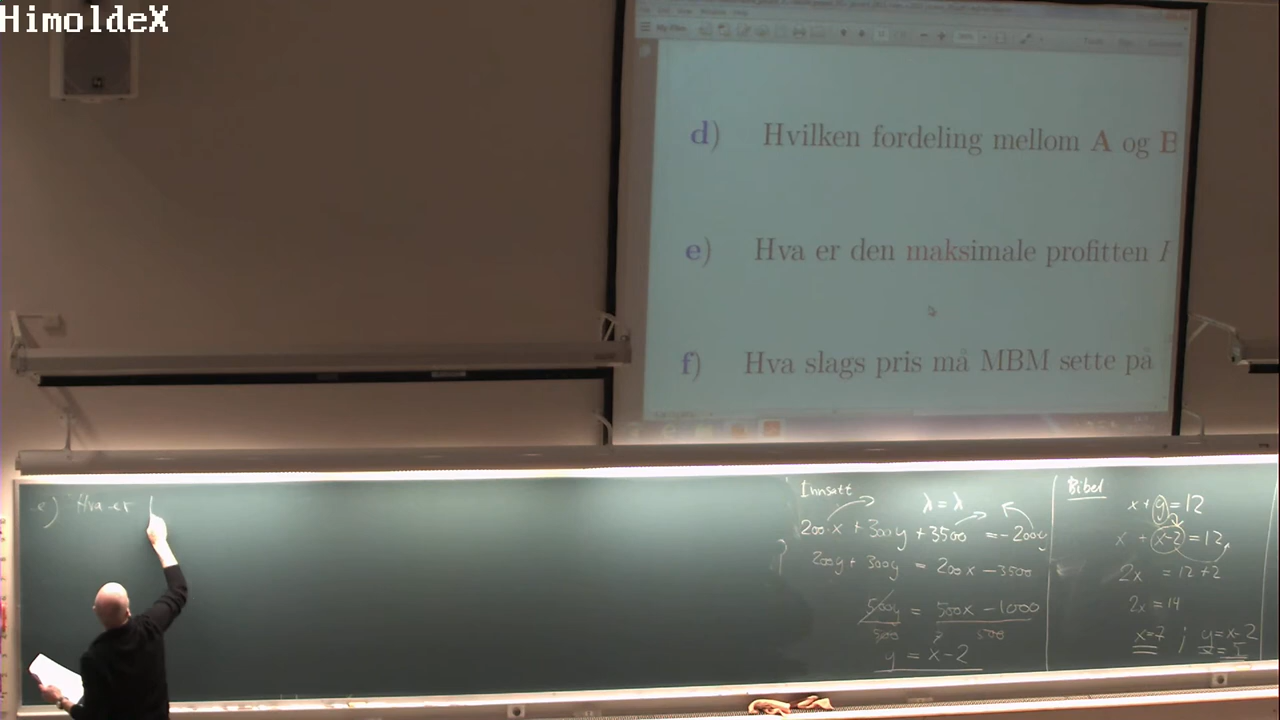 HimoldeX
d) Hvilken fordeling mellom A og B
e) Hva er den maksimale profitten P
f) Hva slags pris må MBM sette på
e) Hva er
Innsatt
λ = λ
200·x + 300y + 3500 = -200y
200y + 300y = 200x - 3500
500y = 500x - 1000
500 500
y = x-2
Bibel
x + y = 12
x + x-2 = 12
2x = 12+2
2x = 14
x=7 ; y=x-2